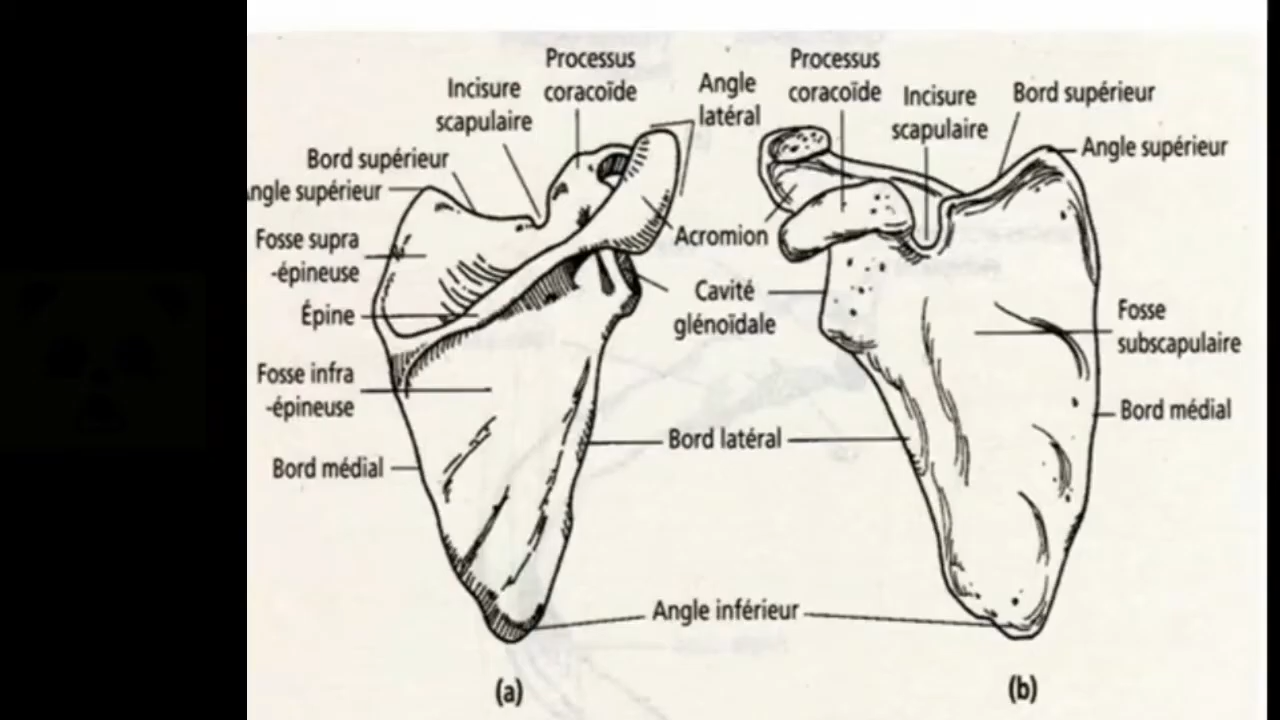 Processus
coracoïde
Incisure
scapulaire
Angle
latéral
Bord supérieur
Angle supérieur
Fosse supra
-épineuse
Épine
Fosse infra
-épineuse
Bord médial
Acromion
Cavité
glénoïdale
Bord latéral
Angle inférieur
(a)
Processus
coracoïde
Incisure
scapulaire
Bord supérieur
Angle supérieur
Fosse
subscapulaire
Bord médial
(b)